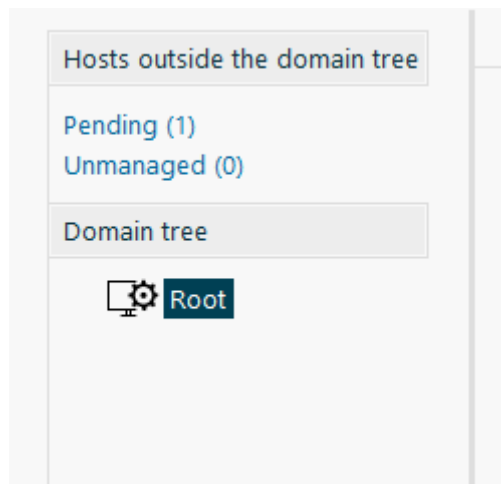 Hosts outside the domain tree
Pending (1)
Unmanaged (0)
Domain tree
Root